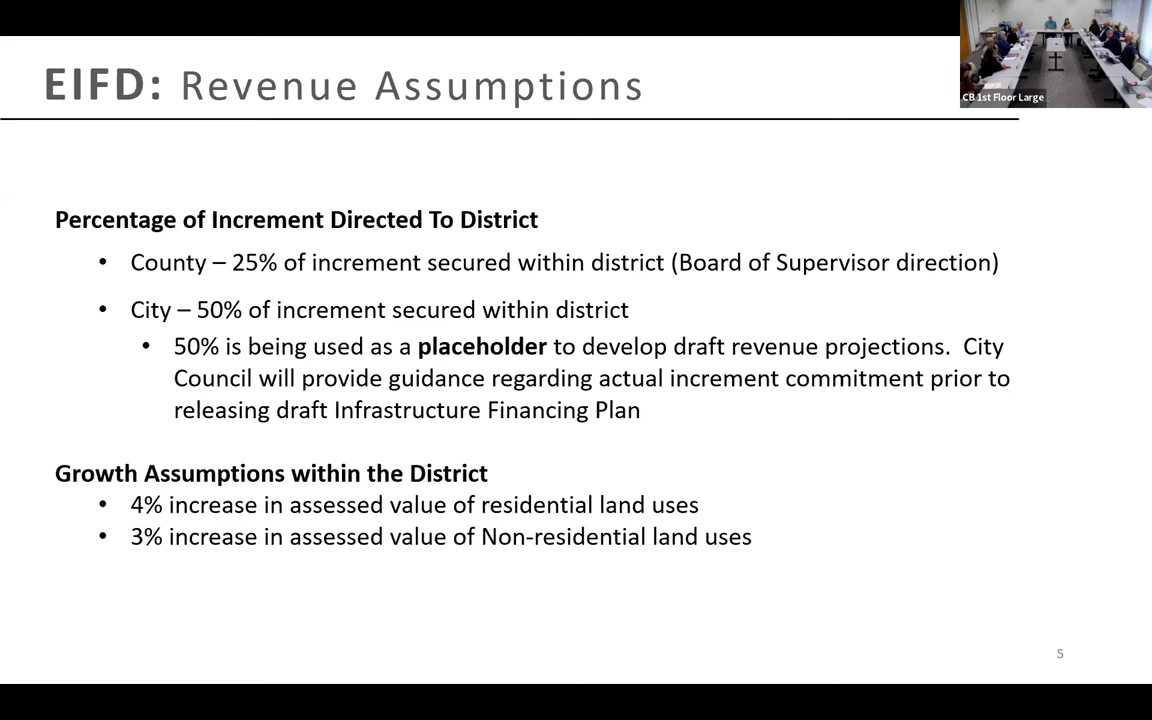 EIFD: Revenue Assumptions
CB 1st Floor Large
Percentage of Increment Directed To District
• County – 25% of increment secured within district (Board of Supervisor direction)
• City – 50% of increment secured within district
• 50% is being used as a placeholder to develop draft revenue projections.  City
Council will provide guidance regarding actual increment commitment prior to
releasing draft Infrastructure Financing Plan
Growth Assumptions within the District
• 4% increase in assessed value of residential land uses
• 3% increase in assessed value of Non-residential land uses
5